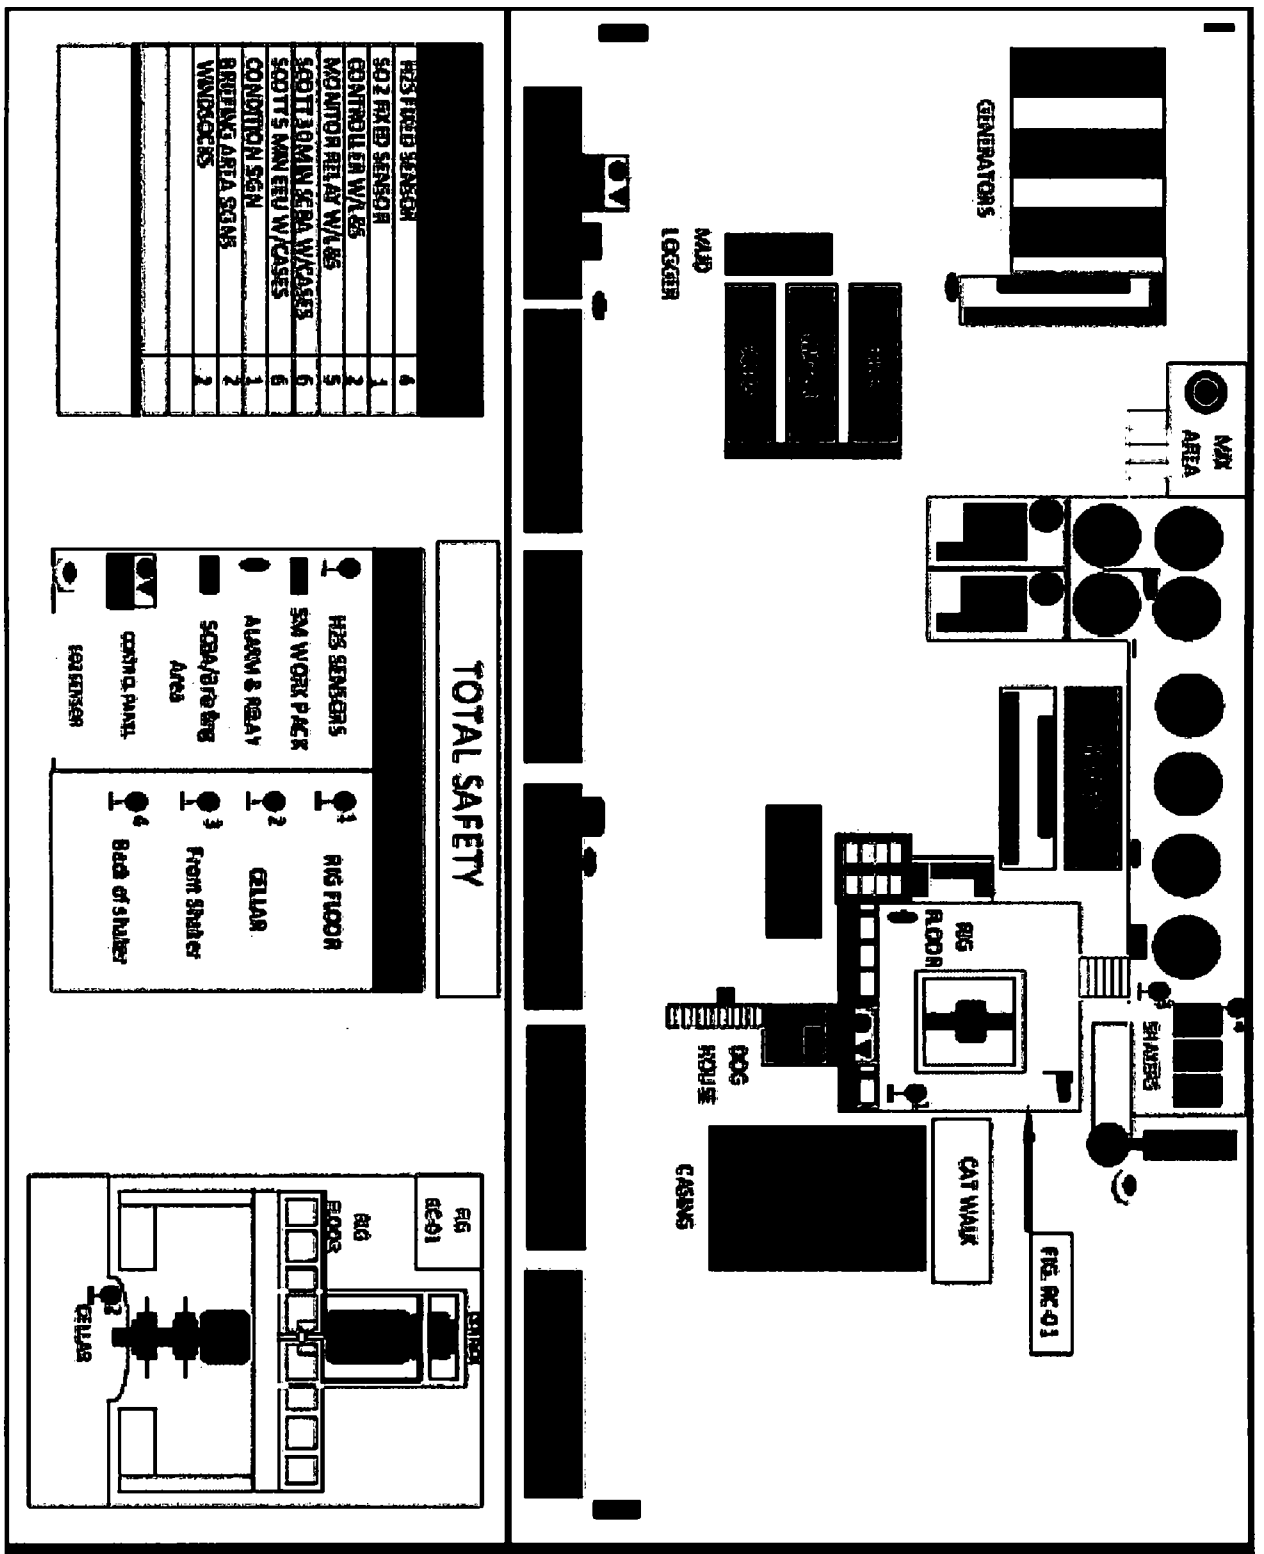 H2S FIXED SENSOR 6
SO2 FIXED SENSOR 1
CONTROLLER W/L&S 2
MONITOR RELAY W/L&S 5
SCOTT 30 MIN SCBA W/CASES 6
SCOTT 5 MIN EEU W/CASES 6
CONDITION SIGN 1
BRIEFING AREA SIGNS 2
WINDSOCKS 2
TOTAL SAFETY
H2S SENSORS
5M WORK PACK
ALARM & RELAY
SCBA/Briefing
Area
CONTROL PANEL
SO2 SENSOR
1 RIG FLOOR
2 CELLAR
3 Front Shaker
4 Back of shaker
RIG
RC-01
RIG
FLOOR
2
CELLAR
GENERATORS
MUD
LOGGER
MIX
AREA
RIG
FLOOR
DOG
HOUSE
SHAKERS
CASING
CAT WALK
FIG. RC-01